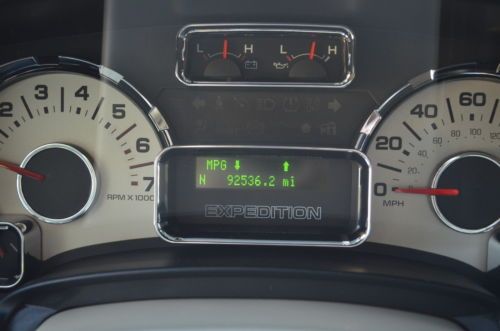 L H L H
2 3 4 5 6 7
RPM X 1000
MPG
N 92536.2 mi
EXPEDITION
0 20 40 60 80
100 120
MPH